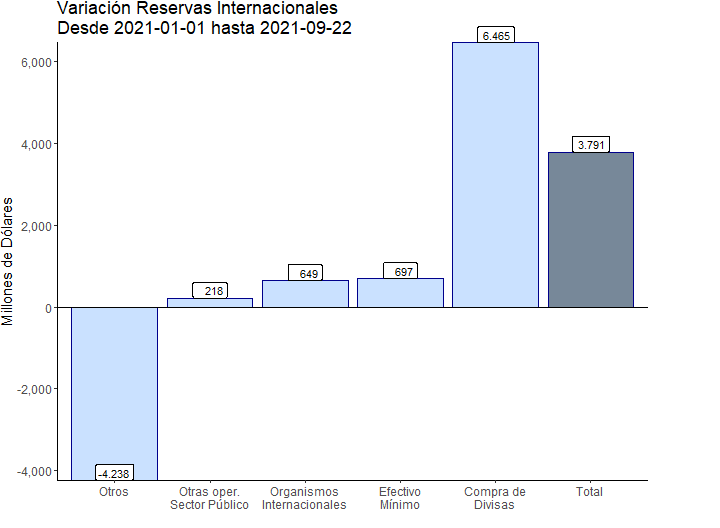 Variación Reservas Internacionales
Desde 2021-01-01 hasta 2021-09-22
Millones de Dólares
6,000
4,000
2,000
0
-2,000
-4,000
-4.238
218
649
697
6.465
3.791
Otros
Otras oper.
Sector Público
Organismos
Internacionales
Efectivo
Mínimo
Compra de
Divisas
Total